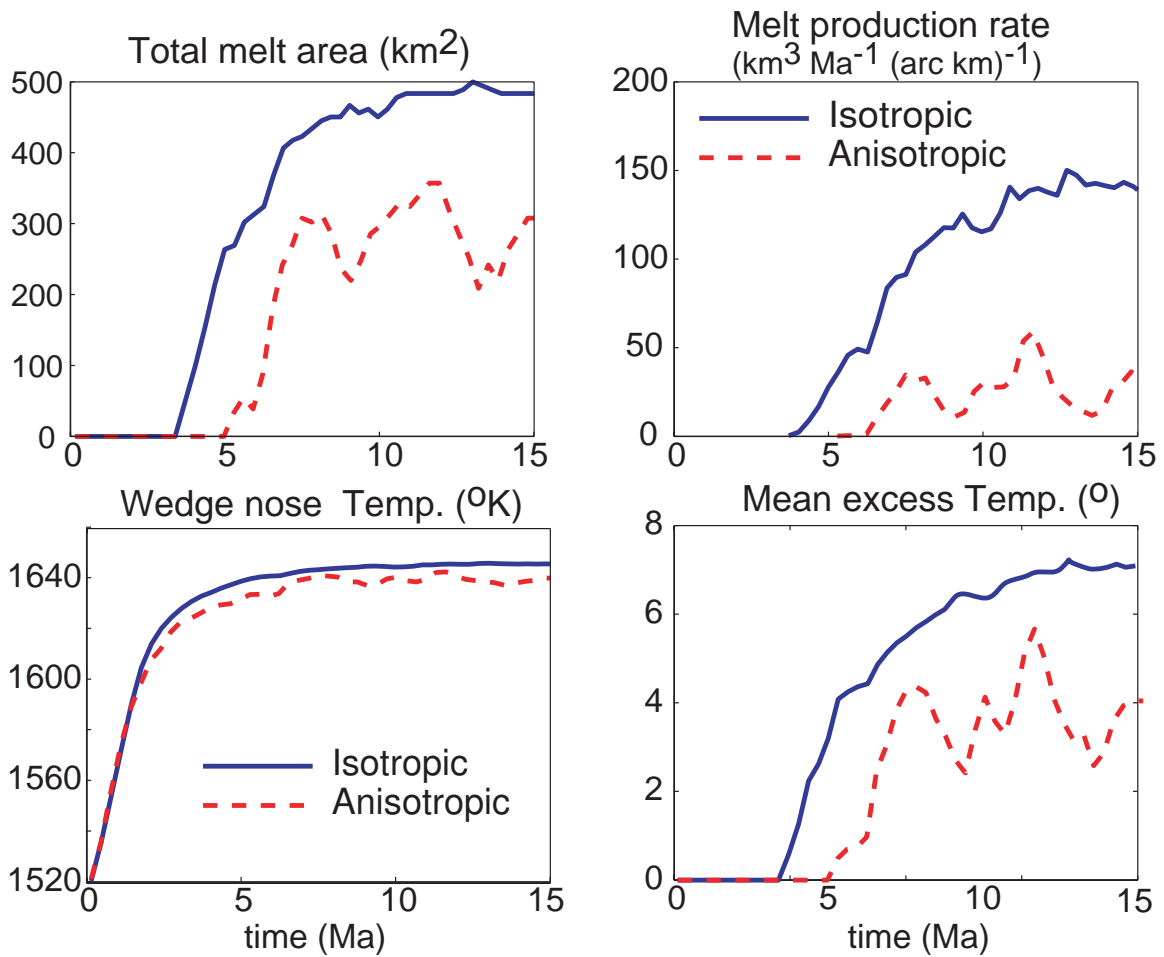 Total melt area (km2)
500
400
300
200
100
0
0 5 10 15
Melt production rate
(km3 Ma-1 (arc km)-1)
200
150
100
50
0
Isotropic
Anisotropic
0 5 10 15
Wedge nose Temp. (oK)
1640
1600
1560
1520
Isotropic
Anisotropic
0 5 10 15
time (Ma)
Mean excess Temp. (o)
8
6
4
2
0
0 5 10 15
time (Ma)